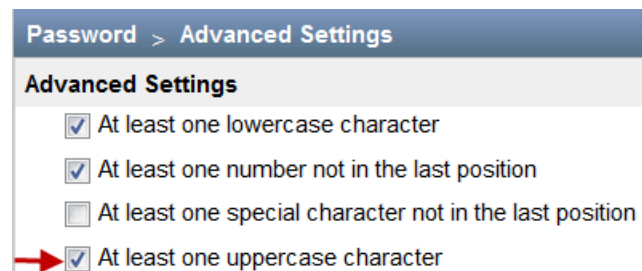 Password > Advanced Settings
Advanced Settings
At least one lowercase character
At least one number not in the last position
At least one special character not in the last position
At least one uppercase character